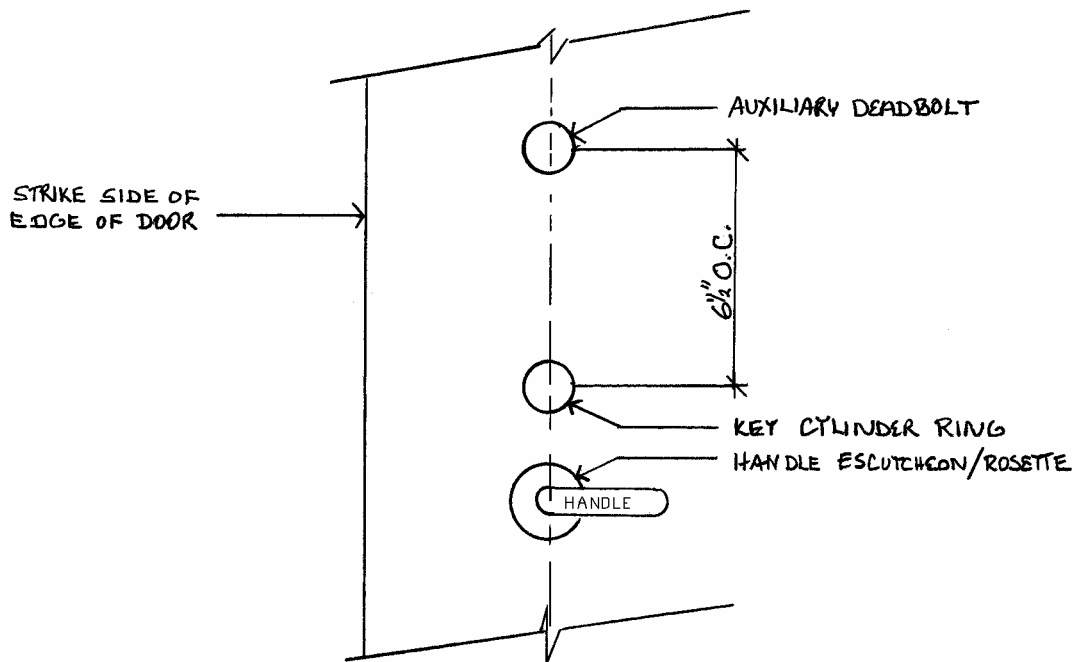 AUXILIARY DEADBOLT
STRIKE SIDE OF
EDGE OF DOOR
6½" O.C.
KEY CYLINDER RING
HANDLE ESCUTCHEON/ROSETTE
HANDLE